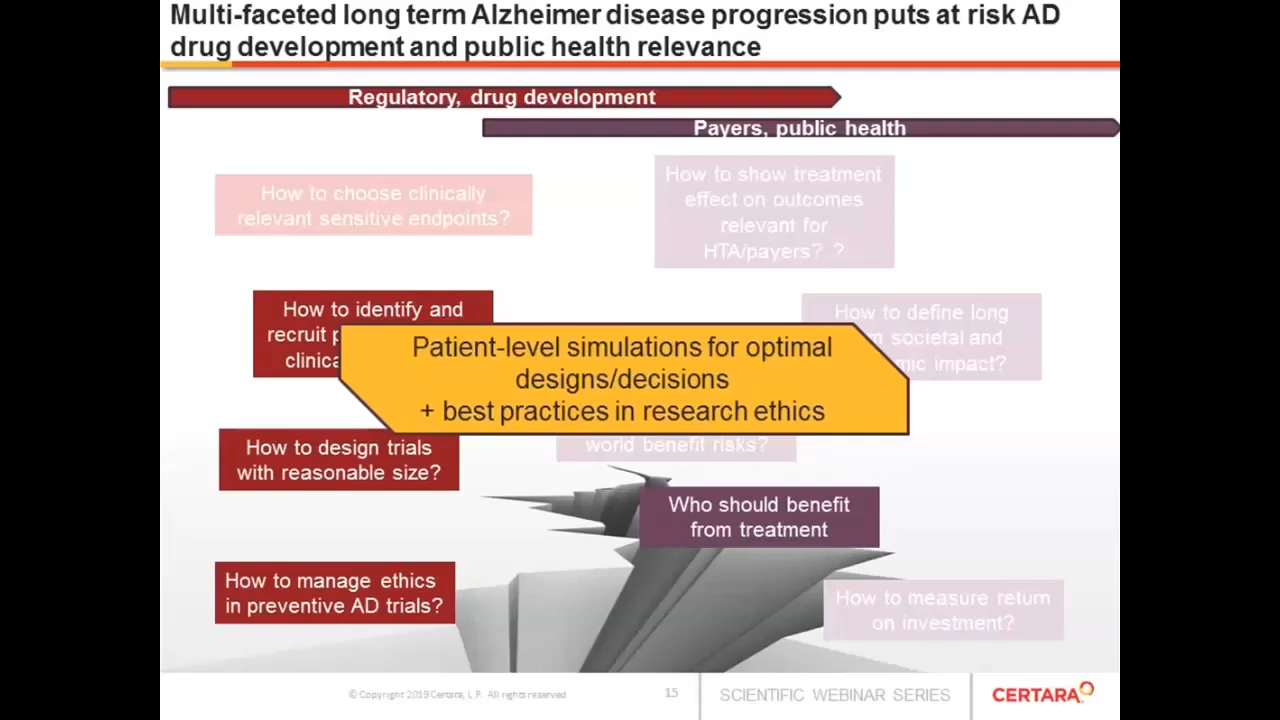 Multi-faceted long term Alzheimer disease progression puts at risk AD
drug development and public health relevance
Regulatory, drug development
Payers, public health
How to choose clinically
relevant sensitive endpoints?
How to show treatment
effect on outcomes
relevant for
HTA/payers? ?
How to identify and
recruit
How to define long
societal and
impact?
Patient-level simulations for optimal
designs/decisions
+ best practices in research ethics
How to design trials
with reasonable size?
world benefit risks?
Who should benefit
from treatment
How to manage ethics
in preventive AD trials?
How to measure return
on investment?
© Copyright 2019 Certara, L.P. All rights reserved
15
SCIENTIFIC WEBINAR SERIES
CERTARA